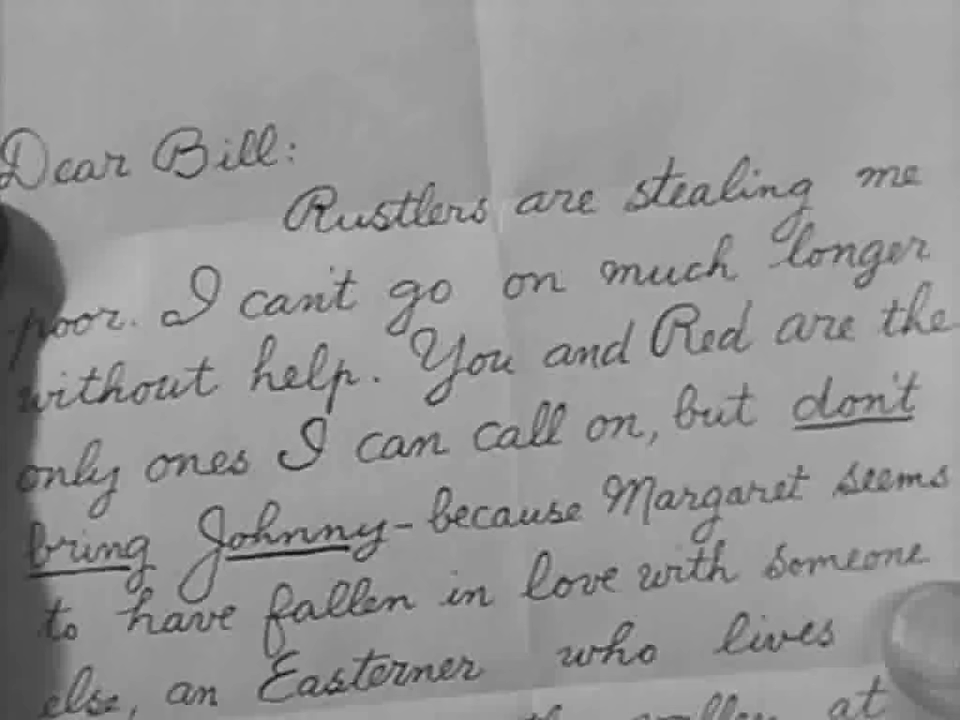 Dear Bill:
Rustlers are stealing me
poor. I can't go on much longer
without help. You and Red are the
only ones I can call on, but don't
bring Johnny - because Margaret seems
to have fallen in love with someone
else, an Easterner who lives
at